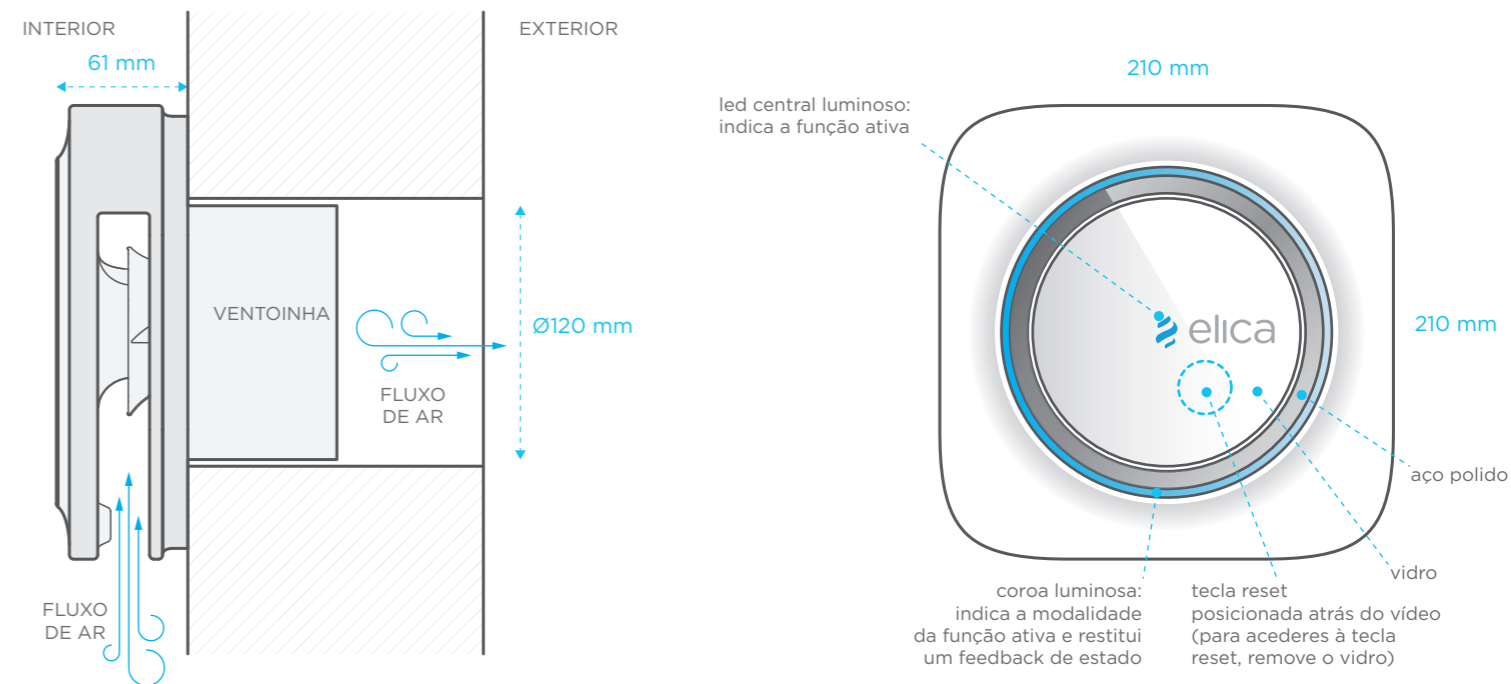 INTERIOR
61 mm
EXTERIOR
VENTOINHA
Ø120 mm
FLUXO
DE AR
FLUXO
DE AR
210 mm
led central luminoso:
indica a função ativa
elica
210 mm
aço polido
vidro
coroa luminosa:
indica a modalidade
da função ativa e restitui
um feedback de estado
tecla reset
posicionada atrás do vídeo
(para acederes à tecla
reset, remove o vidro)